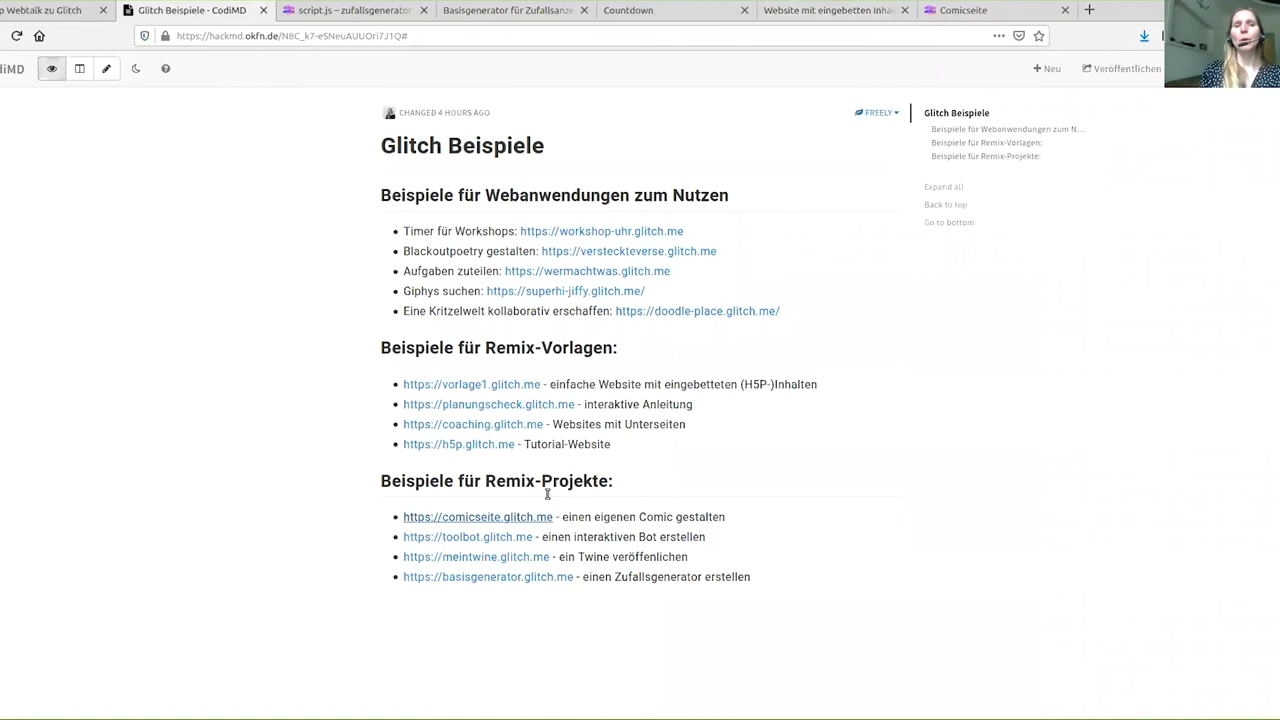 p Webtalk zu Glitch
Glitch Beispiele - CodiMD
script.js – zufallsgenerator
Basisgenerator für Zufallsanze
Countdown
Website mit eingebetten Inha
Comicseite
https://hackmd.okfn.de/N8C_k7-eSNeuAUUOri7J1Q#
diMD
Neu
Veröffentlichen
CHANGED 4 HOURS AGO
FREELY
Glitch Beispiele
Beispiele für Webanwendungen zum Nutzen
Timer für Workshops: https://workshop-uhr.glitch.me
Blackoutpoetry gestalten: https://versteckteverse.glitch.me
Aufgaben zuteilen: https://wermachtwas.glitch.me
Giphys suchen: https://superhi-jiffy.glitch.me/
Eine Kritzelwelt kollaborativ erschaffen: https://doodle-place.glitch.me/
Beispiele für Remix-Vorlagen:
https://vorlage1.glitch.me - einfache Website mit eingebetteten (H5P-)Inhalten
https://planungscheck.glitch.me - interaktive Anleitung
https://coaching.glitch.me - Websites mit Unterseiten
https://h5p.glitch.me - Tutorial-Website
Beispiele für Remix-Projekte:
https://comicseite.glitch.me - einen eigenen Comic gestalten
https://toolbot.glitch.me - einen interaktiven Bot erstellen
https://meintwine.glitch.me - ein Twine veröffentlichen
https://basisgenerator.glitch.me - einen Zufallsgenerator erstellen
Glitch Beispiele
Beispiele für Webanwendungen zum N...
Beispiele für Remix-Vorlagen:
Beispiele für Remix-Projekte:
Expand all
Back to top
Go to bottom